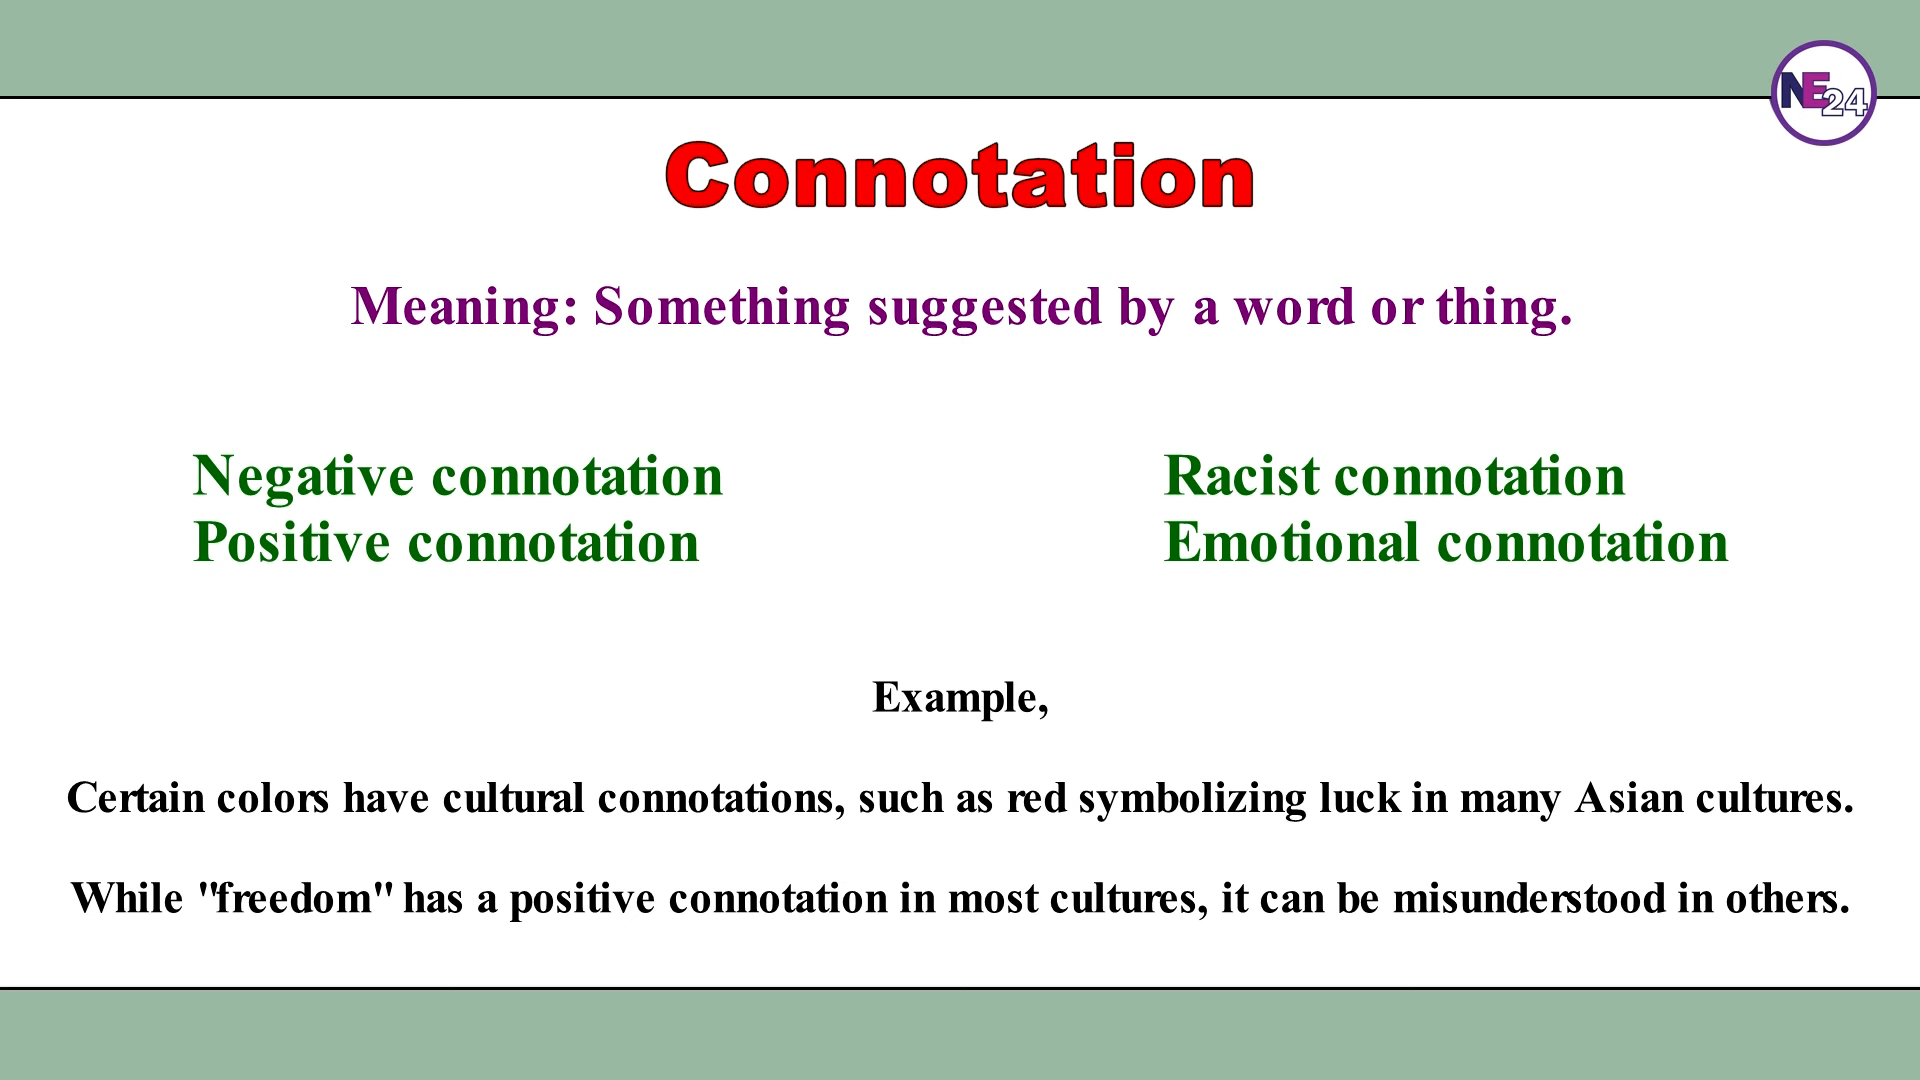 NE24
Connotation
Meaning: Something suggested by a word or thing.
Negative connotation
Positive connotation
Racist connotation
Emotional connotation
Example,
Certain colors have cultural connotations, such as red symbolizing luck in many Asian cultures.
While "freedom" has a positive connotation in most cultures, it can be misunderstood in others.